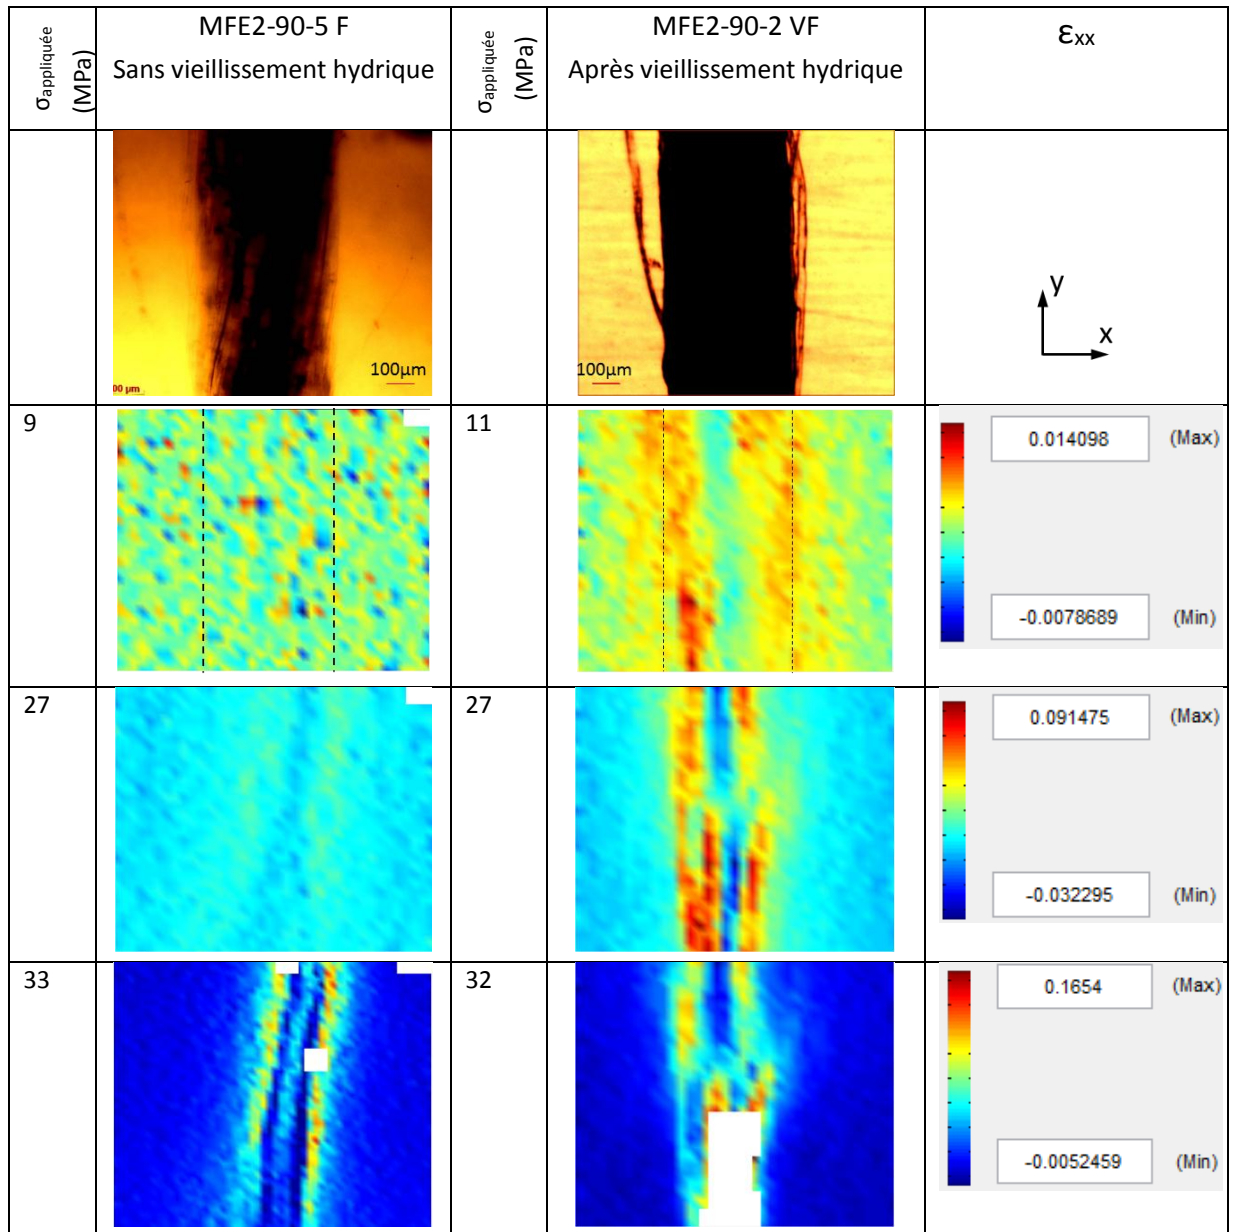 σappliquée
(MPa)
MFE2-90-5 F
Sans vieillissement hydrique
σappliquée
(MPa)
MFE2-90-2 VF
Après vieillissement hydrique
εxx
100µm
00 µm
100µm
y
x
9
11
0.014098 (Max)
-0.0078689 (Min)
27
27
0.091475 (Max)
-0.032295 (Min)
33
32
0.1654 (Max)
-0.0052459 (Min)